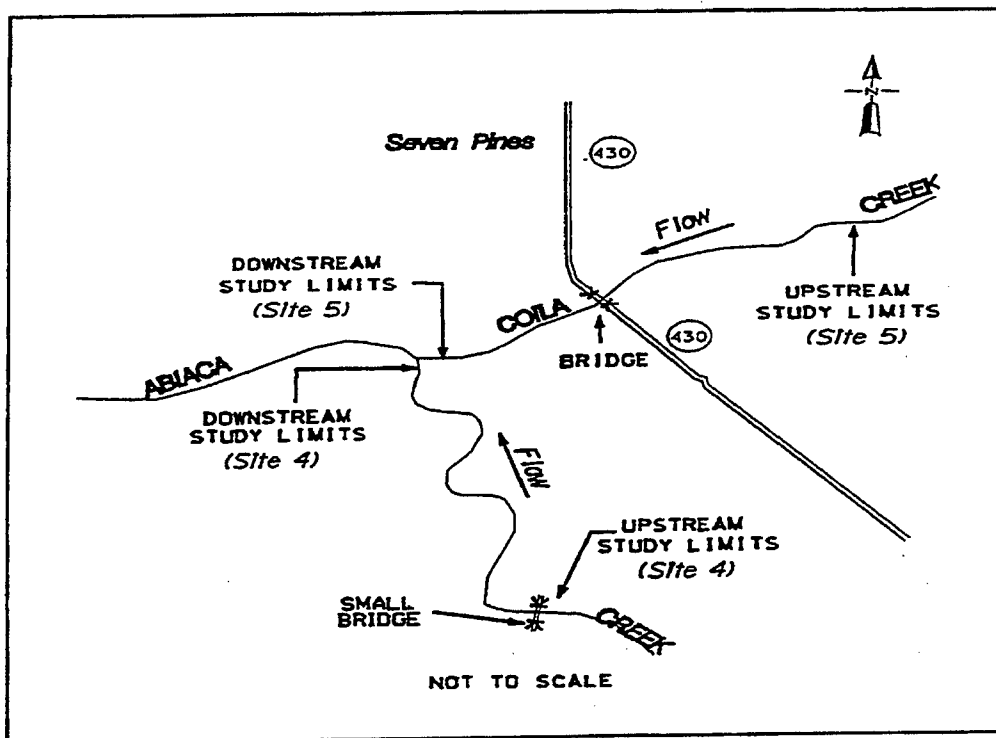 N
Seven Pines
430
CREEK
Flow
DOWNSTREAM
STUDY LIMITS
(Site 5)
UPSTREAM
STUDY LIMITS
(Site 5)
COILA
430
BRIDGE
ABIACA
DOWNSTREAM
STUDY LIMITS
(Site 4)
Flow
UPSTREAM
STUDY LIMITS
(Site 4)
SMALL
BRIDGE
CREEK
NOT TO SCALE